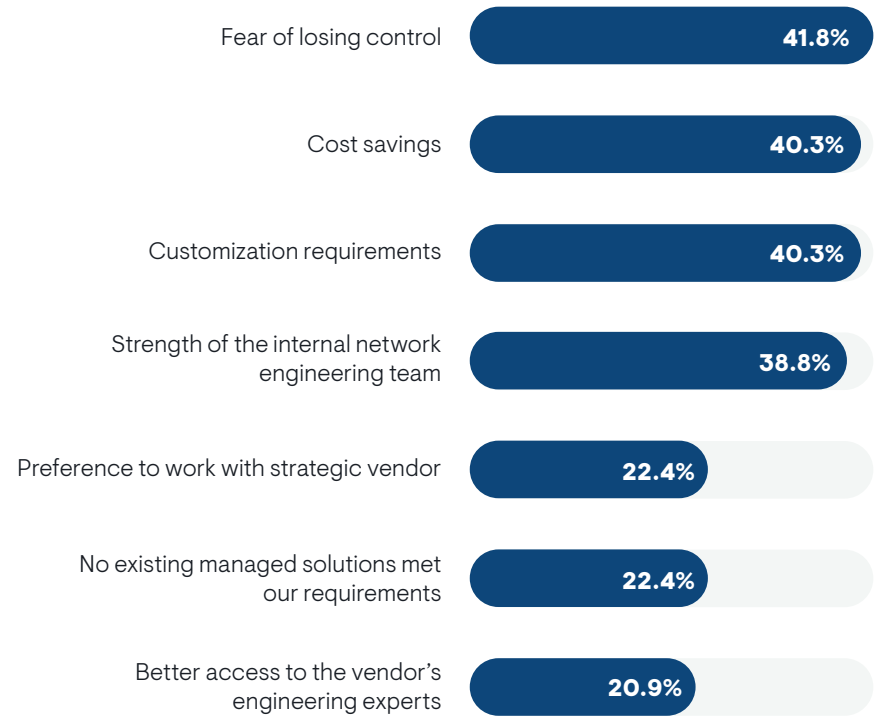 Fear of losing control
41.8%
Cost savings
40.3%
Customization requirements
40.3%
Strength of the internal network
engineering team
38.8%
Preference to work with strategic vendor
22.4%
No existing managed solutions met
our requirements
22.4%
Better access to the vendor’s
engineering experts
20.9%